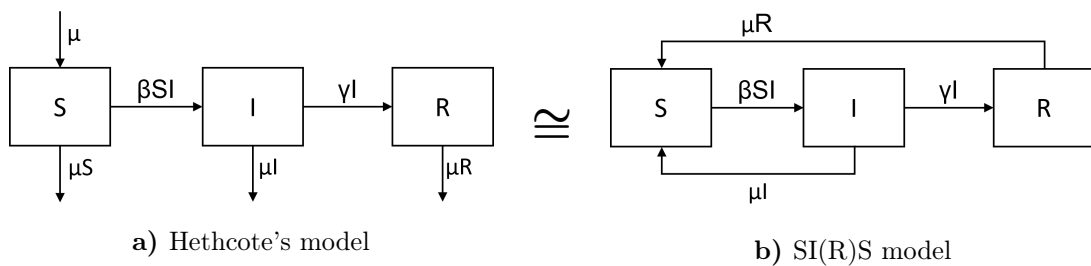 μ
μR
S
βSI
I
γI
R
≊
S
βSI
I
γI
R
μS
μI
μR
μI
a) Hethcote's model
b) SI(R)S model